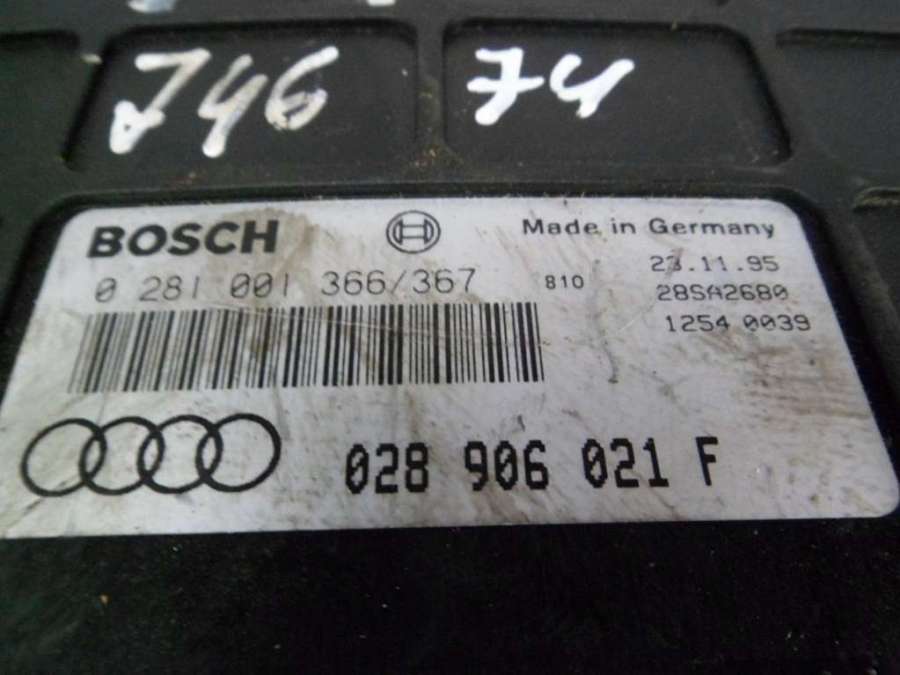 746 74
BOSCH
Made in Germany
0 281 001 366/367
810
23.11.95
28SA2680
1254 0039
028 906 021 F